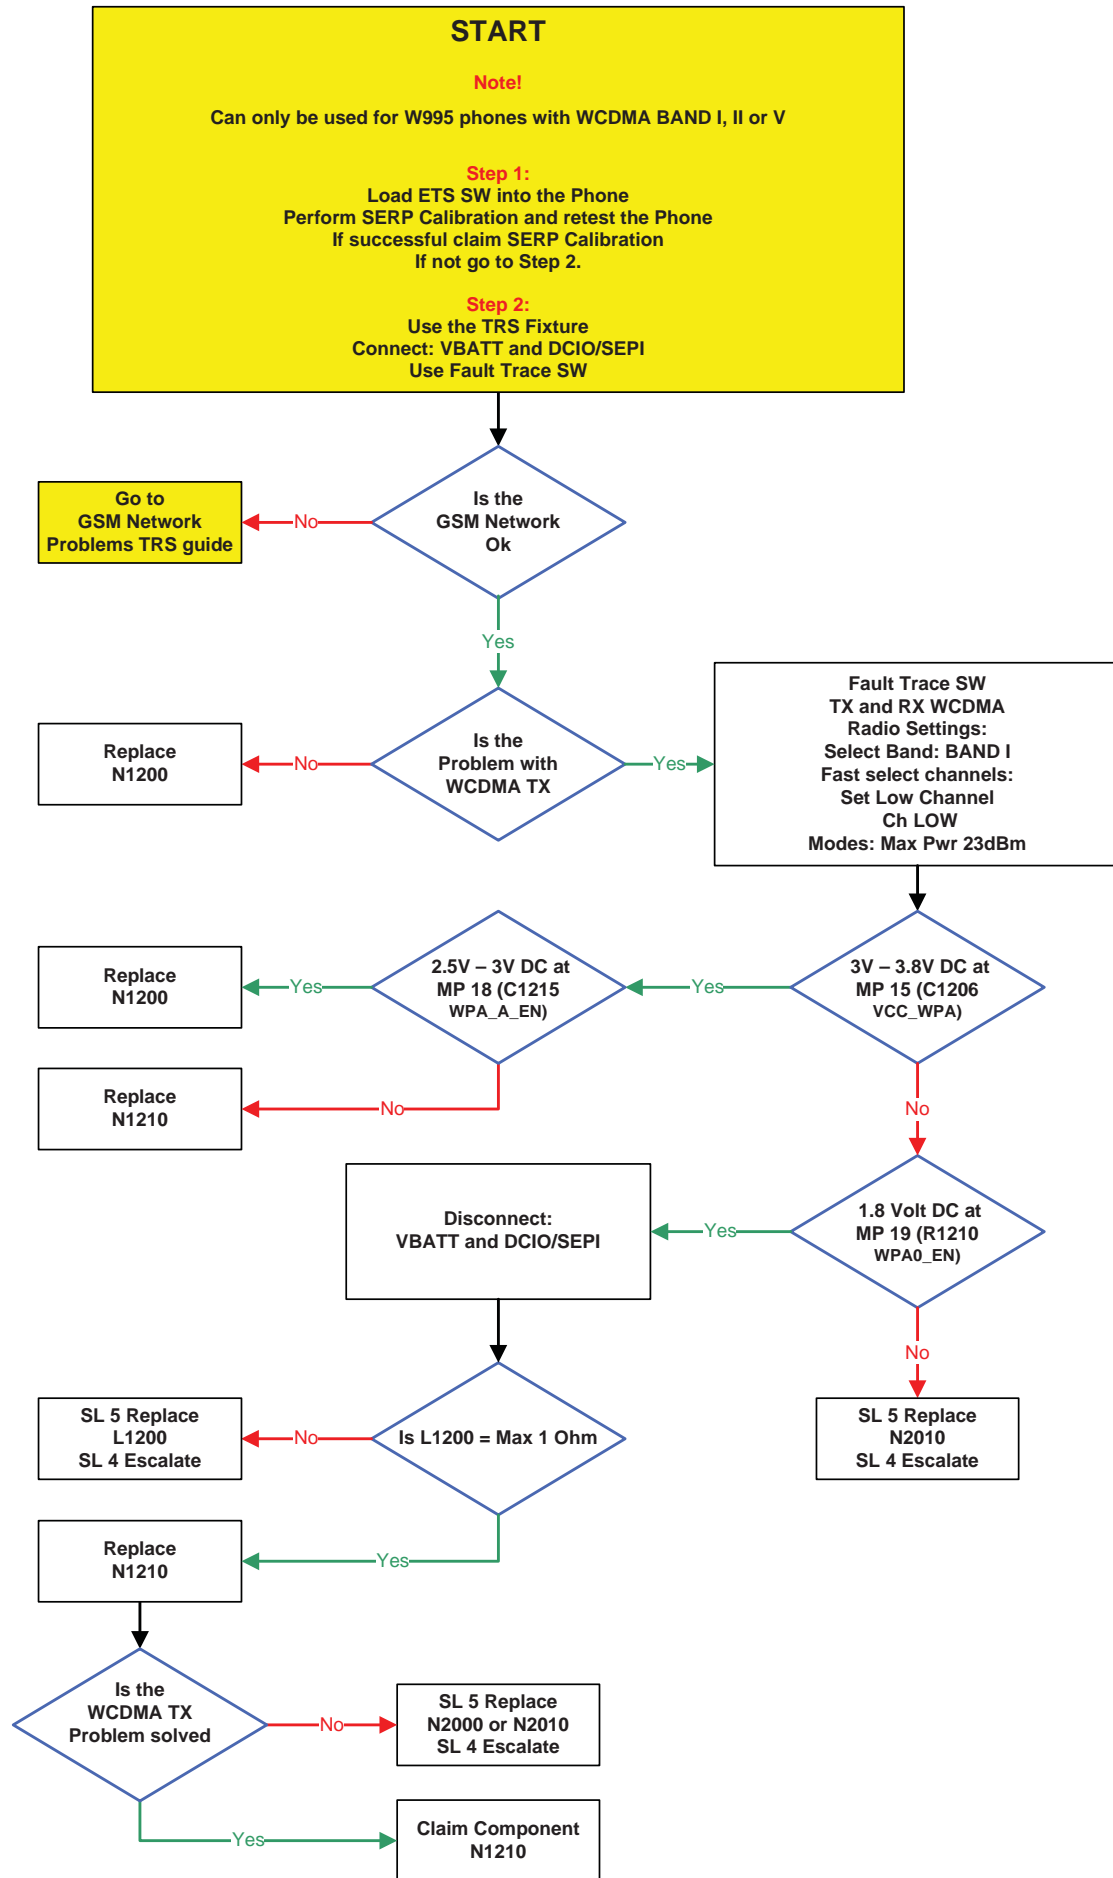 START
Note!
Can only be used for W995 phones with WCDMA BAND I, II or V
Step 1:
Load ETS SW into the Phone
Perform SERP Calibration and retest the Phone
If successful claim SERP Calibration
If not go to Step 2.
Step 2:
Use the TRS Fixture
Connect: VBATT and DCIO/SEPI
Use Fault Trace SW
Is the
GSM Network
Ok
No
Go to
GSM Network
Problems TRS guide
Yes
Is the
Problem with
WCDMA TX
No
Replace
N1200
Yes
Fault Trace SW
TX and RX WCDMA
Radio Settings:
Select Band: BAND I
Fast select channels:
Set Low Channel
Ch LOW
Modes: Max Pwr 23dBm
3V – 3.8V DC at
MP 15 (C1206
VCC_WPA)
Yes
2.5V – 3V DC at
MP 18 (C1215
WPA_A_EN)
Yes
Replace
N1200
No
Replace
N1210
No
1.8 Volt DC at
MP 19 (R1210
WPA0_EN)
Yes
Disconnect:
VBATT and DCIO/SEPI
No
SL 5 Replace
N2010
SL 4 Escalate
Is L1200 = Max 1 Ohm
No
SL 5 Replace
L1200
SL 4 Escalate
Yes
Replace
N1210
Is the
WCDMA TX
Problem solved
No
SL 5 Replace
N2000 or N2010
SL 4 Escalate
Yes
Claim Component
N1210